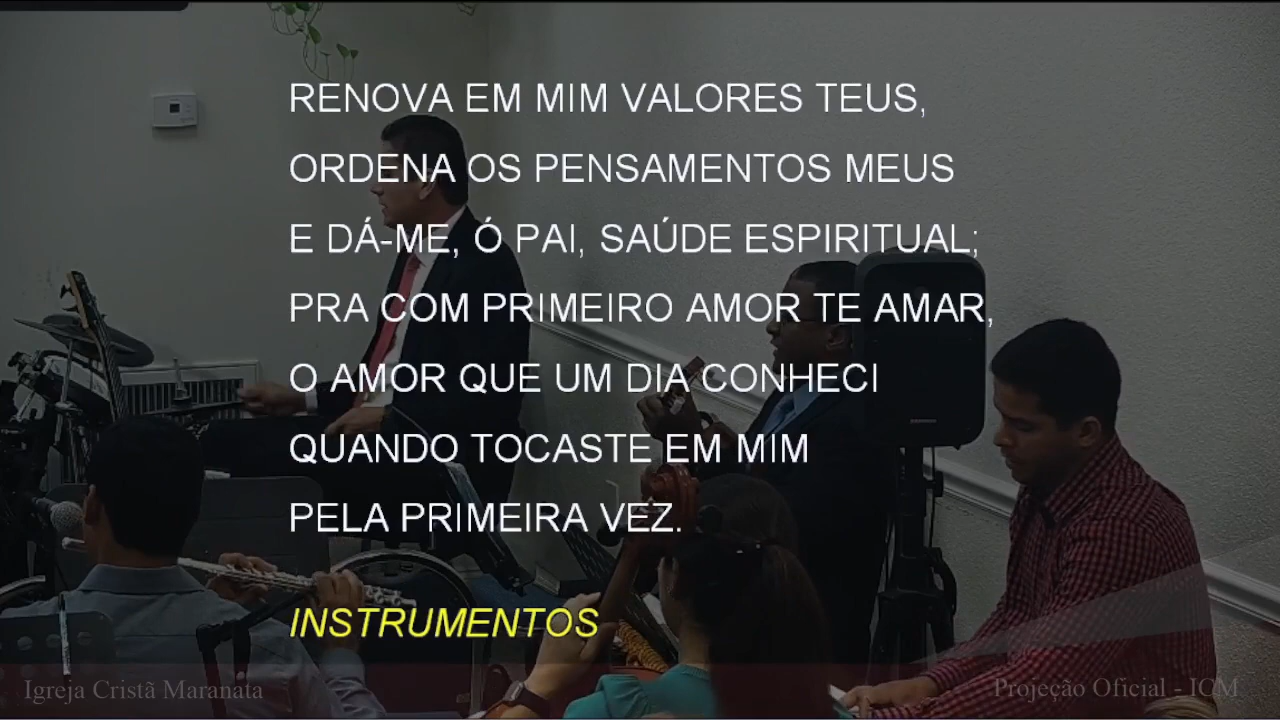 RENOVA EM MIM VALORES TEUS,
ORDENA OS PENSAMENTOS MEUS
E DÁ-ME, Ó PAI, SAÚDE ESPIRITUAL;
PRA COM PRIMEIRO AMOR TE AMAR,
O AMOR QUE UM DIA CONHECI
QUANDO TOCASTE EM MIM
PELA PRIMEIRA VEZ.
INSTRUMENTOS
Igreja Cristã Maranata
Projeção Oficial - ICM